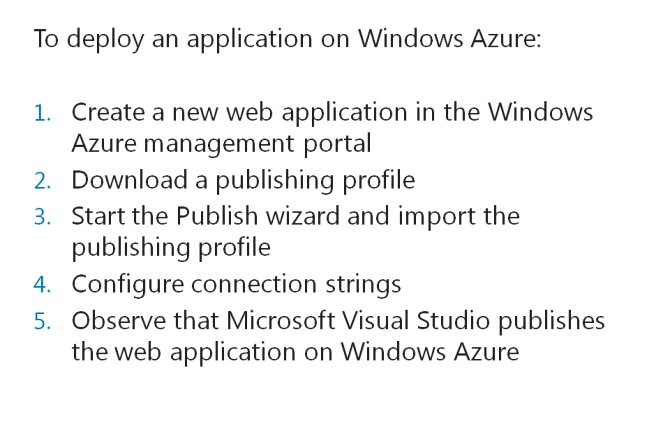 To deploy an application on Windows Azure:
1. Create a new web application in the Windows
Azure management portal
2. Download a publishing profile
3. Start the Publish wizard and import the
publishing profile
4. Configure connection strings
5. Observe that Microsoft Visual Studio publishes
the web application on Windows Azure